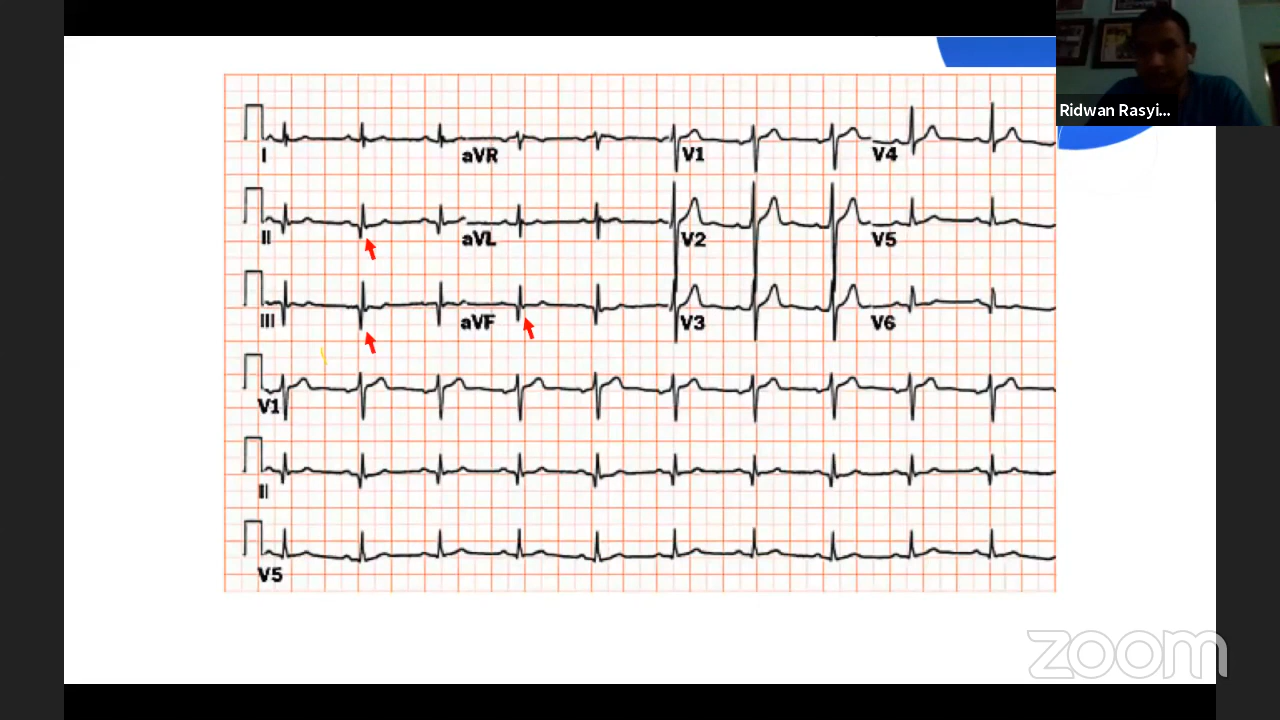 Ridwan Rasyi...
I
aVR
V1
V4
II
aVL
V2
V5
III
aVF
V3
V6
V1
II
V5
zoom